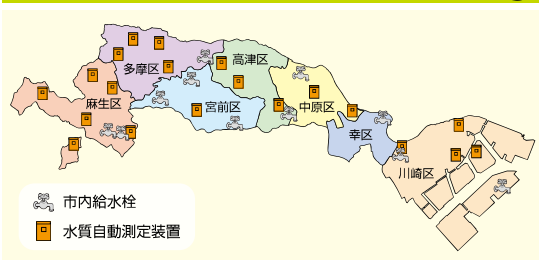 多摩区
高津区
麻生区
宮前区
中原区
幸区
川崎区
市内給水栓
水質自動測定装置